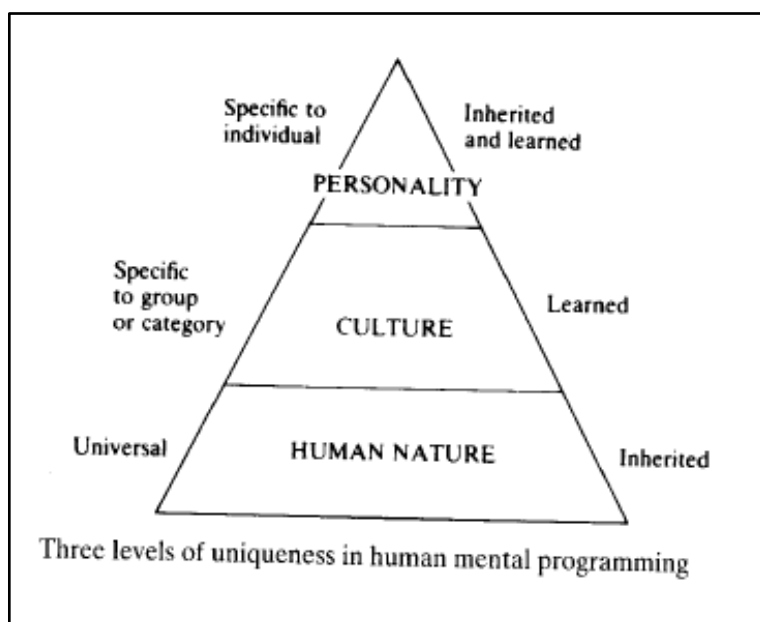 Specific to
individual
Inherited
and learned
PERSONALITY
Specific
to group
or category
CULTURE
Learned
Universal
HUMAN NATURE
Inherited
Three levels of uniqueness in human mental programming